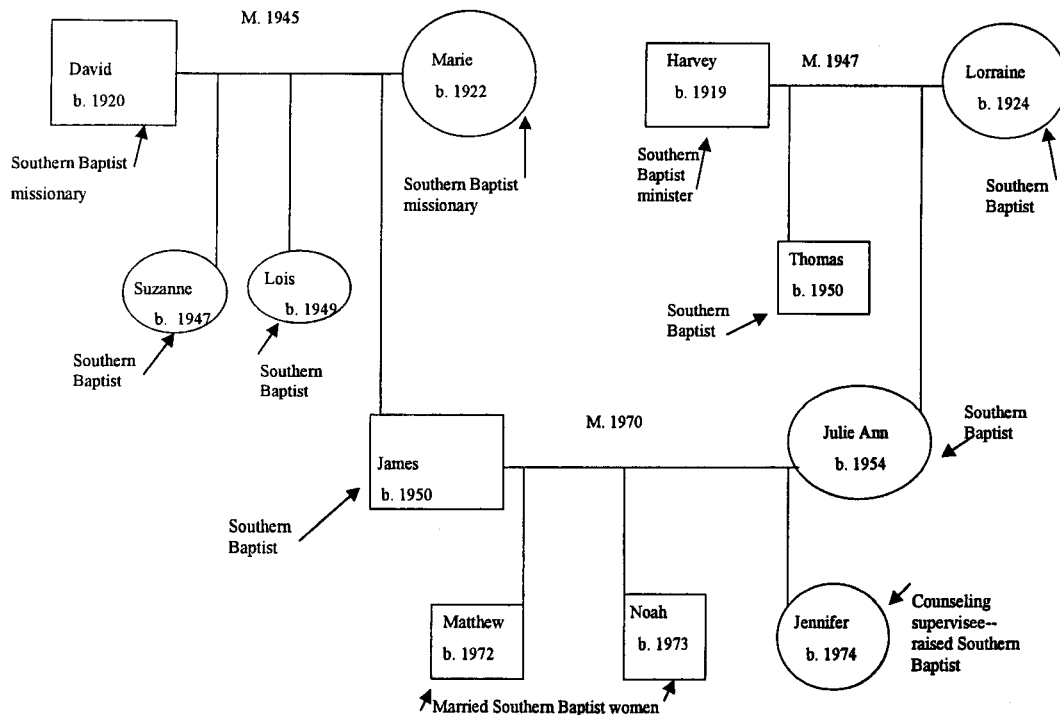 M. 1945
David
b. 1920
Marie
b. 1922
Southern Baptist
missionary
Southern Baptist
missionary
Harvey
b. 1919
M. 1947
Lorraine
b. 1924
Southern
Baptist
minister
Southern
Baptist
Suzanne
b. 1947
Lois
b. 1949
Southern
Baptist
Southern
Baptist
Thomas
b. 1950
Southern
Baptist
James
b. 1950
M. 1970
Julie Ann
b. 1954
Southern
Baptist
Southern
Baptist
Matthew
b. 1972
Noah
b. 1973
Jennifer
b. 1974
Counseling
supervisee--
raised Southern
Baptist
Married Southern Baptist women